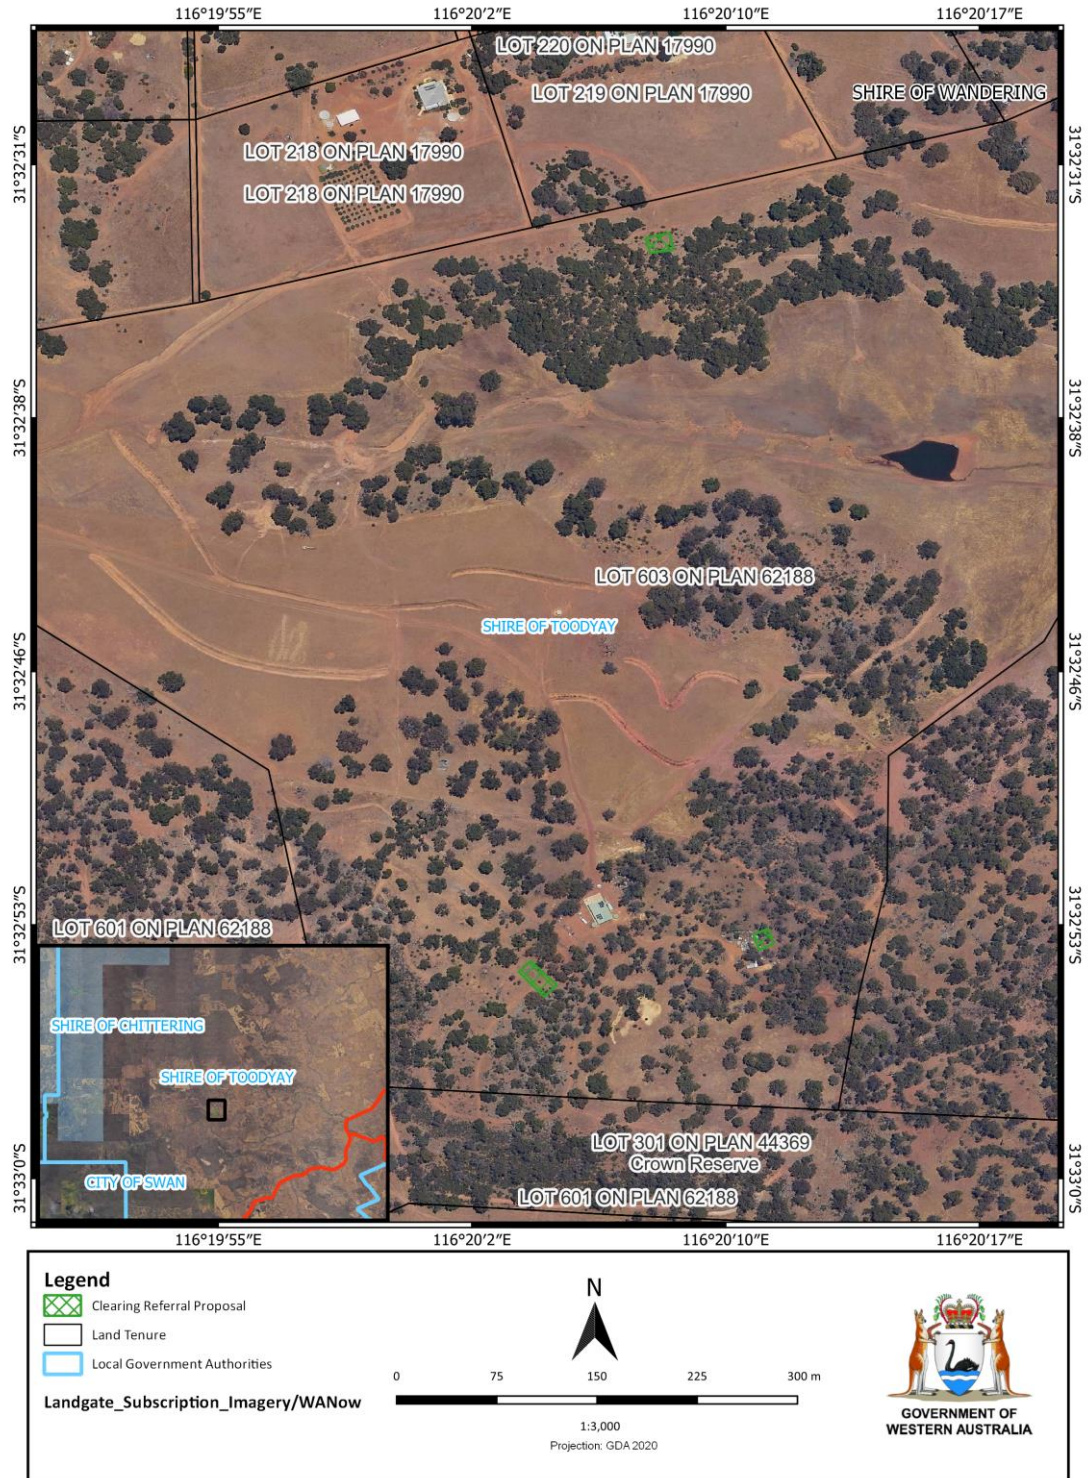 116°19′55″E 116°20′2″E 116°20′10″E 116°20′17″E
LOT 220 ON PLAN 17990
LOT 219 ON PLAN 17990
SHIRE OF WANDERING
31°32′31″S
31°32′31″S
LOT 218 ON PLAN 17990
LOT 218 ON PLAN 17990
31°32′38″S
31°32′38″S
LOT 603 ON PLAN 62188
SHIRE OF TOODYAY
31°32′46″S
31°32′46″S
31°32′53″S
31°32′53″S
LOT 601 ON PLAN 62188
SHIRE OF CHITTERING
SHIRE OF TOODYAY
CITY OF SWAN
LOT 301 ON PLAN 44369
Crown Reserve
LOT 601 ON PLAN 62188
31°33′0″S
31°33′0″S
116°19′55″E 116°20′2″E 116°20′10″E 116°20′17″E
Legend
Clearing Referral Proposal
Land Tenure
Local Government Authorities
Landgate_Subscription_Imagery/WANow
N
0 75 150 225 300 m
1:3,000
Projection: GDA 2020
GOVERNMENT OF
WESTERN AUSTRALIA